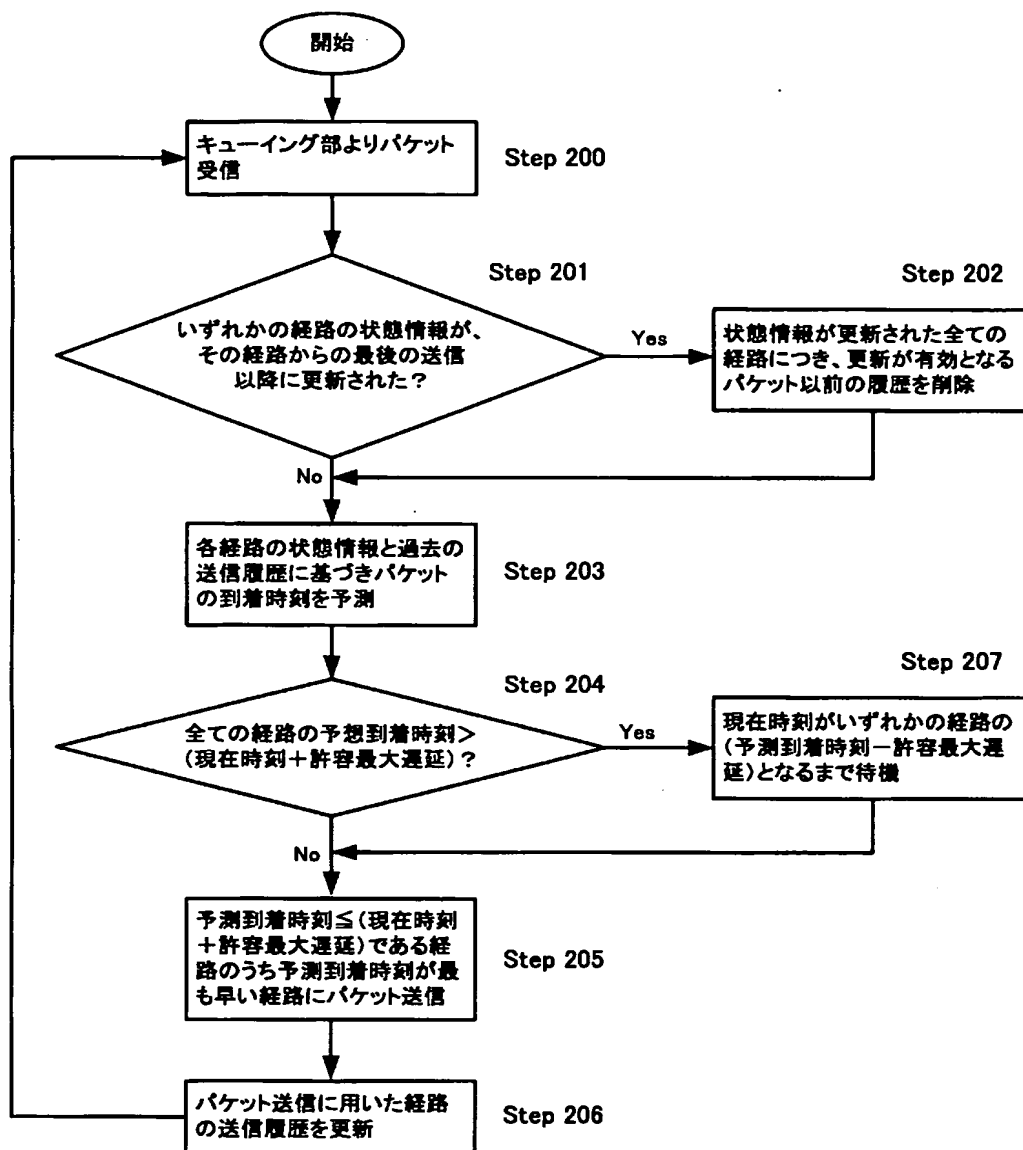 開始
キューイング部よりパケット
受信
Step 200
Step 201
いずれかの経路の状態情報が、
その経路からの最後の送信
以降に更新された？
Yes
Step 202
状態情報が更新された全ての
経路につき、更新が有効となる
パケット以前の履歴を削除
No
各経路の状態情報と過去の
送信履歴に基づきパケット
の到着時刻を予測
Step 203
Step 204
全ての経路の予想到着時刻＞
（現在時刻＋許容最大遅延）？
Yes
Step 207
現在時刻がいずれかの経路の
（予測到着時刻－許容最大遅
延）となるまで待機
No
予測到着時刻≦（現在時刻
＋許容最大遅延）である経
路のうち予測到着時刻が最
も早い経路にパケット送信
Step 205
パケット送信に用いた経路
の送信履歴を更新
Step 206